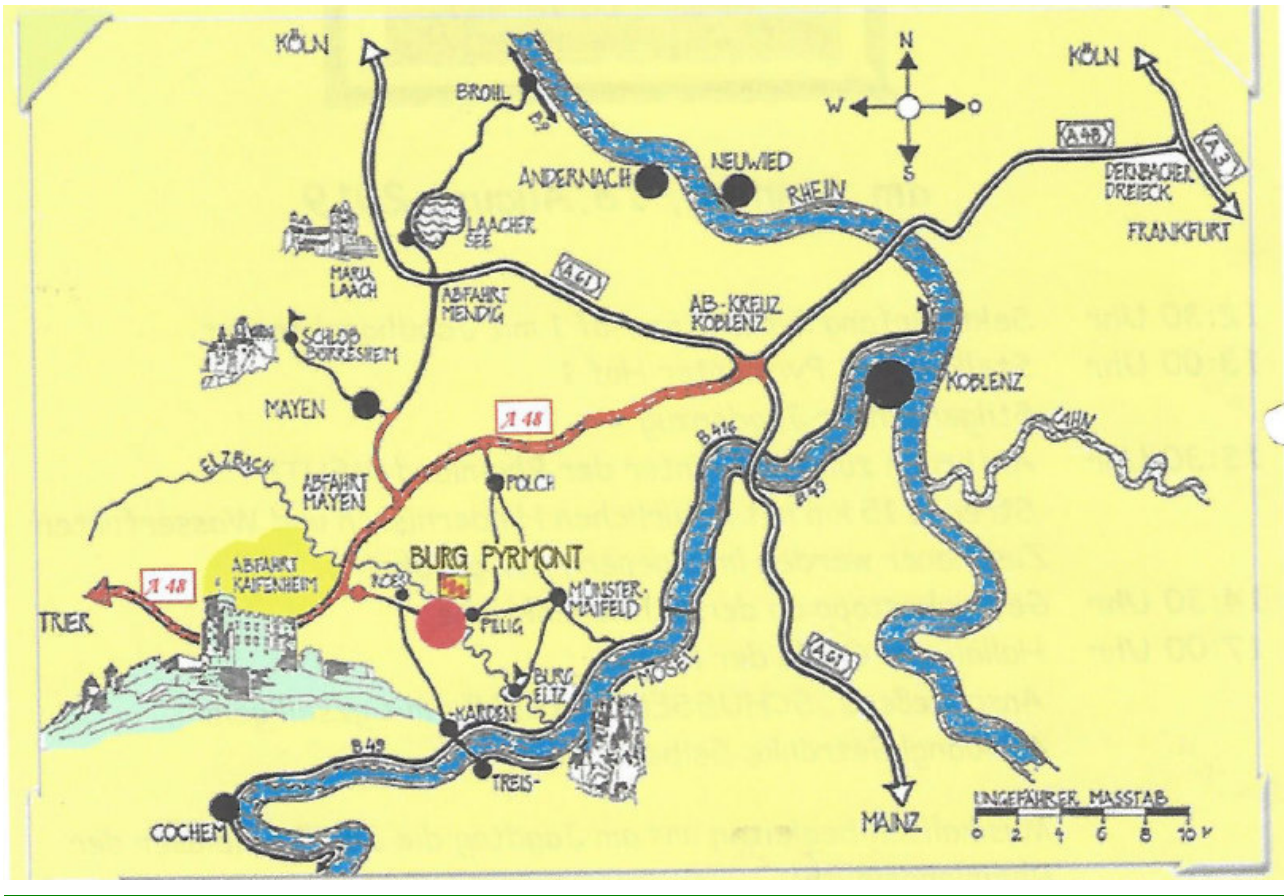 KÖLN
N
KÖLN
BROHL
W
O
B9
A48
S
A3
NEUWIED
ANDERNACH
DERNBACHER
DREIECK
RHEIN
LAACHER
SEE
FRANKFURT
MARIA
LAACH
A61
ABFAHRT
MENDIG
AB-KREUZ
KOBLENZ
SCHLOß
BÜRRESHEIM
KOBLENZ
MAYEN
A 48
LAHN
B416
ELZBACH
ABFAHRT
MAYEN
POLCH
B49
BURG PYRMONT
ABFAHRT
KAIFENHEIM
A 48
ROES
MÜNSTER-
MAIFELD
TRIER
PILLIG
A61
MOSEL
BURG
ELTZ
KARDEN
B49
TREIS-
COCHEM
MAINZ
UNGEFÄHRER MASSTAB
0 2 4 6 8 10